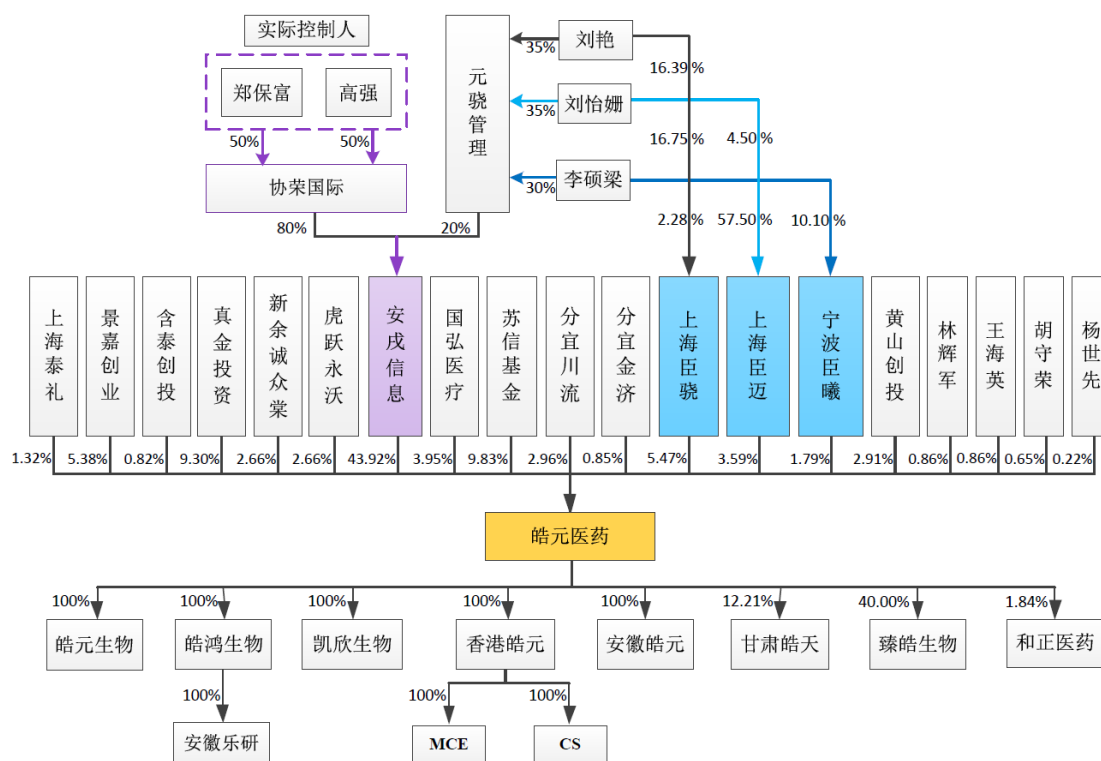 实际控制人
郑保富
高强
50%
50%
协荣国际
80%
元骁管理
20%
35%
刘艳
16.39%
35%
刘怡姗
16.75%
4.50%
30%
李硕梁
2.28%
57.50%
10.10%
上海泰礼
景嘉创业
含泰创投
真金投资
新余诚众棠
虎跃永沃
安戌信息
国弘医疗
苏信基金
分宜川流
分宜金济
上海臣骁
上海臣迈
宁波臣曦
黄山创投
林辉军
王海英
胡守荣
杨世先
1.32%
5.38%
0.82%
9.30%
2.66%
2.66%
43.92%
3.95%
9.83%
2.96%
0.85%
5.47%
3.59%
1.79%
2.91%
0.86%
0.86%
0.65%
0.22%
皓元医药
100%
100%
100%
100%
100%
12.21%
40.00%
1.84%
皓元生物
皓鸿生物
凯欣生物
香港皓元
安徽皓元
甘肃皓天
臻皓生物
和正医药
100%
100%
100%
安徽乐研
MCE
CS